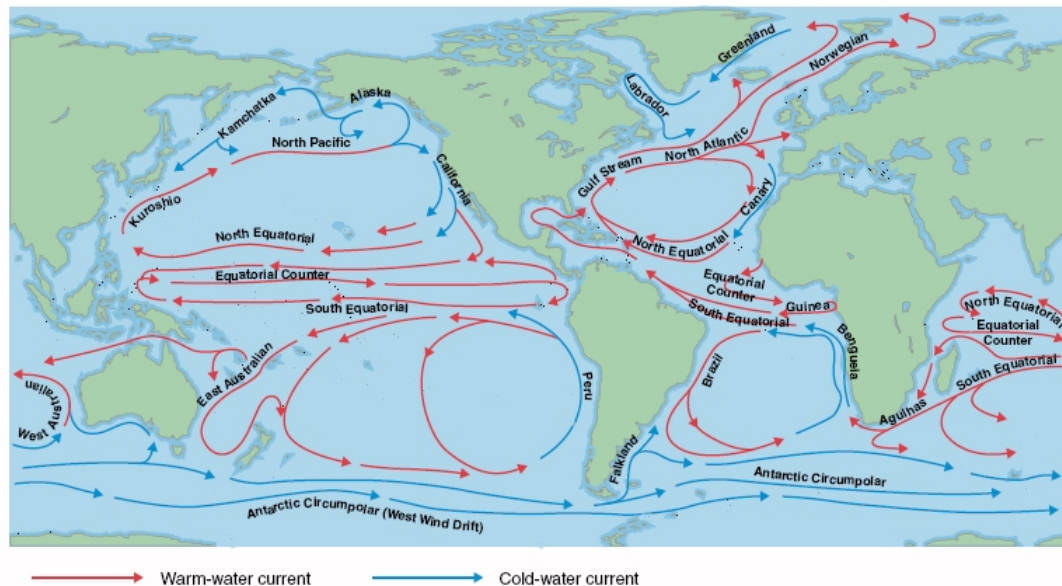 Greenland
Norwegian
Labrador
Alaska
Kamchatka
North Pacific
North Atlantic
Gulf Stream
California
Canary
Kuroshio
North Equatorial
North Equatorial
Equatorial Counter
Equatorial
Counter
Guinea
North Equatorial
South Equatorial
South Equatorial
Equatorial
Counter
East Australian
Peru
Brazil
Benguela
South Equatorial
West Australian
Agulhas
Falkland
Antarctic Circumpolar
Antarctic Circumpolar (West Wind Drift)
Warm-water current
Cold-water current